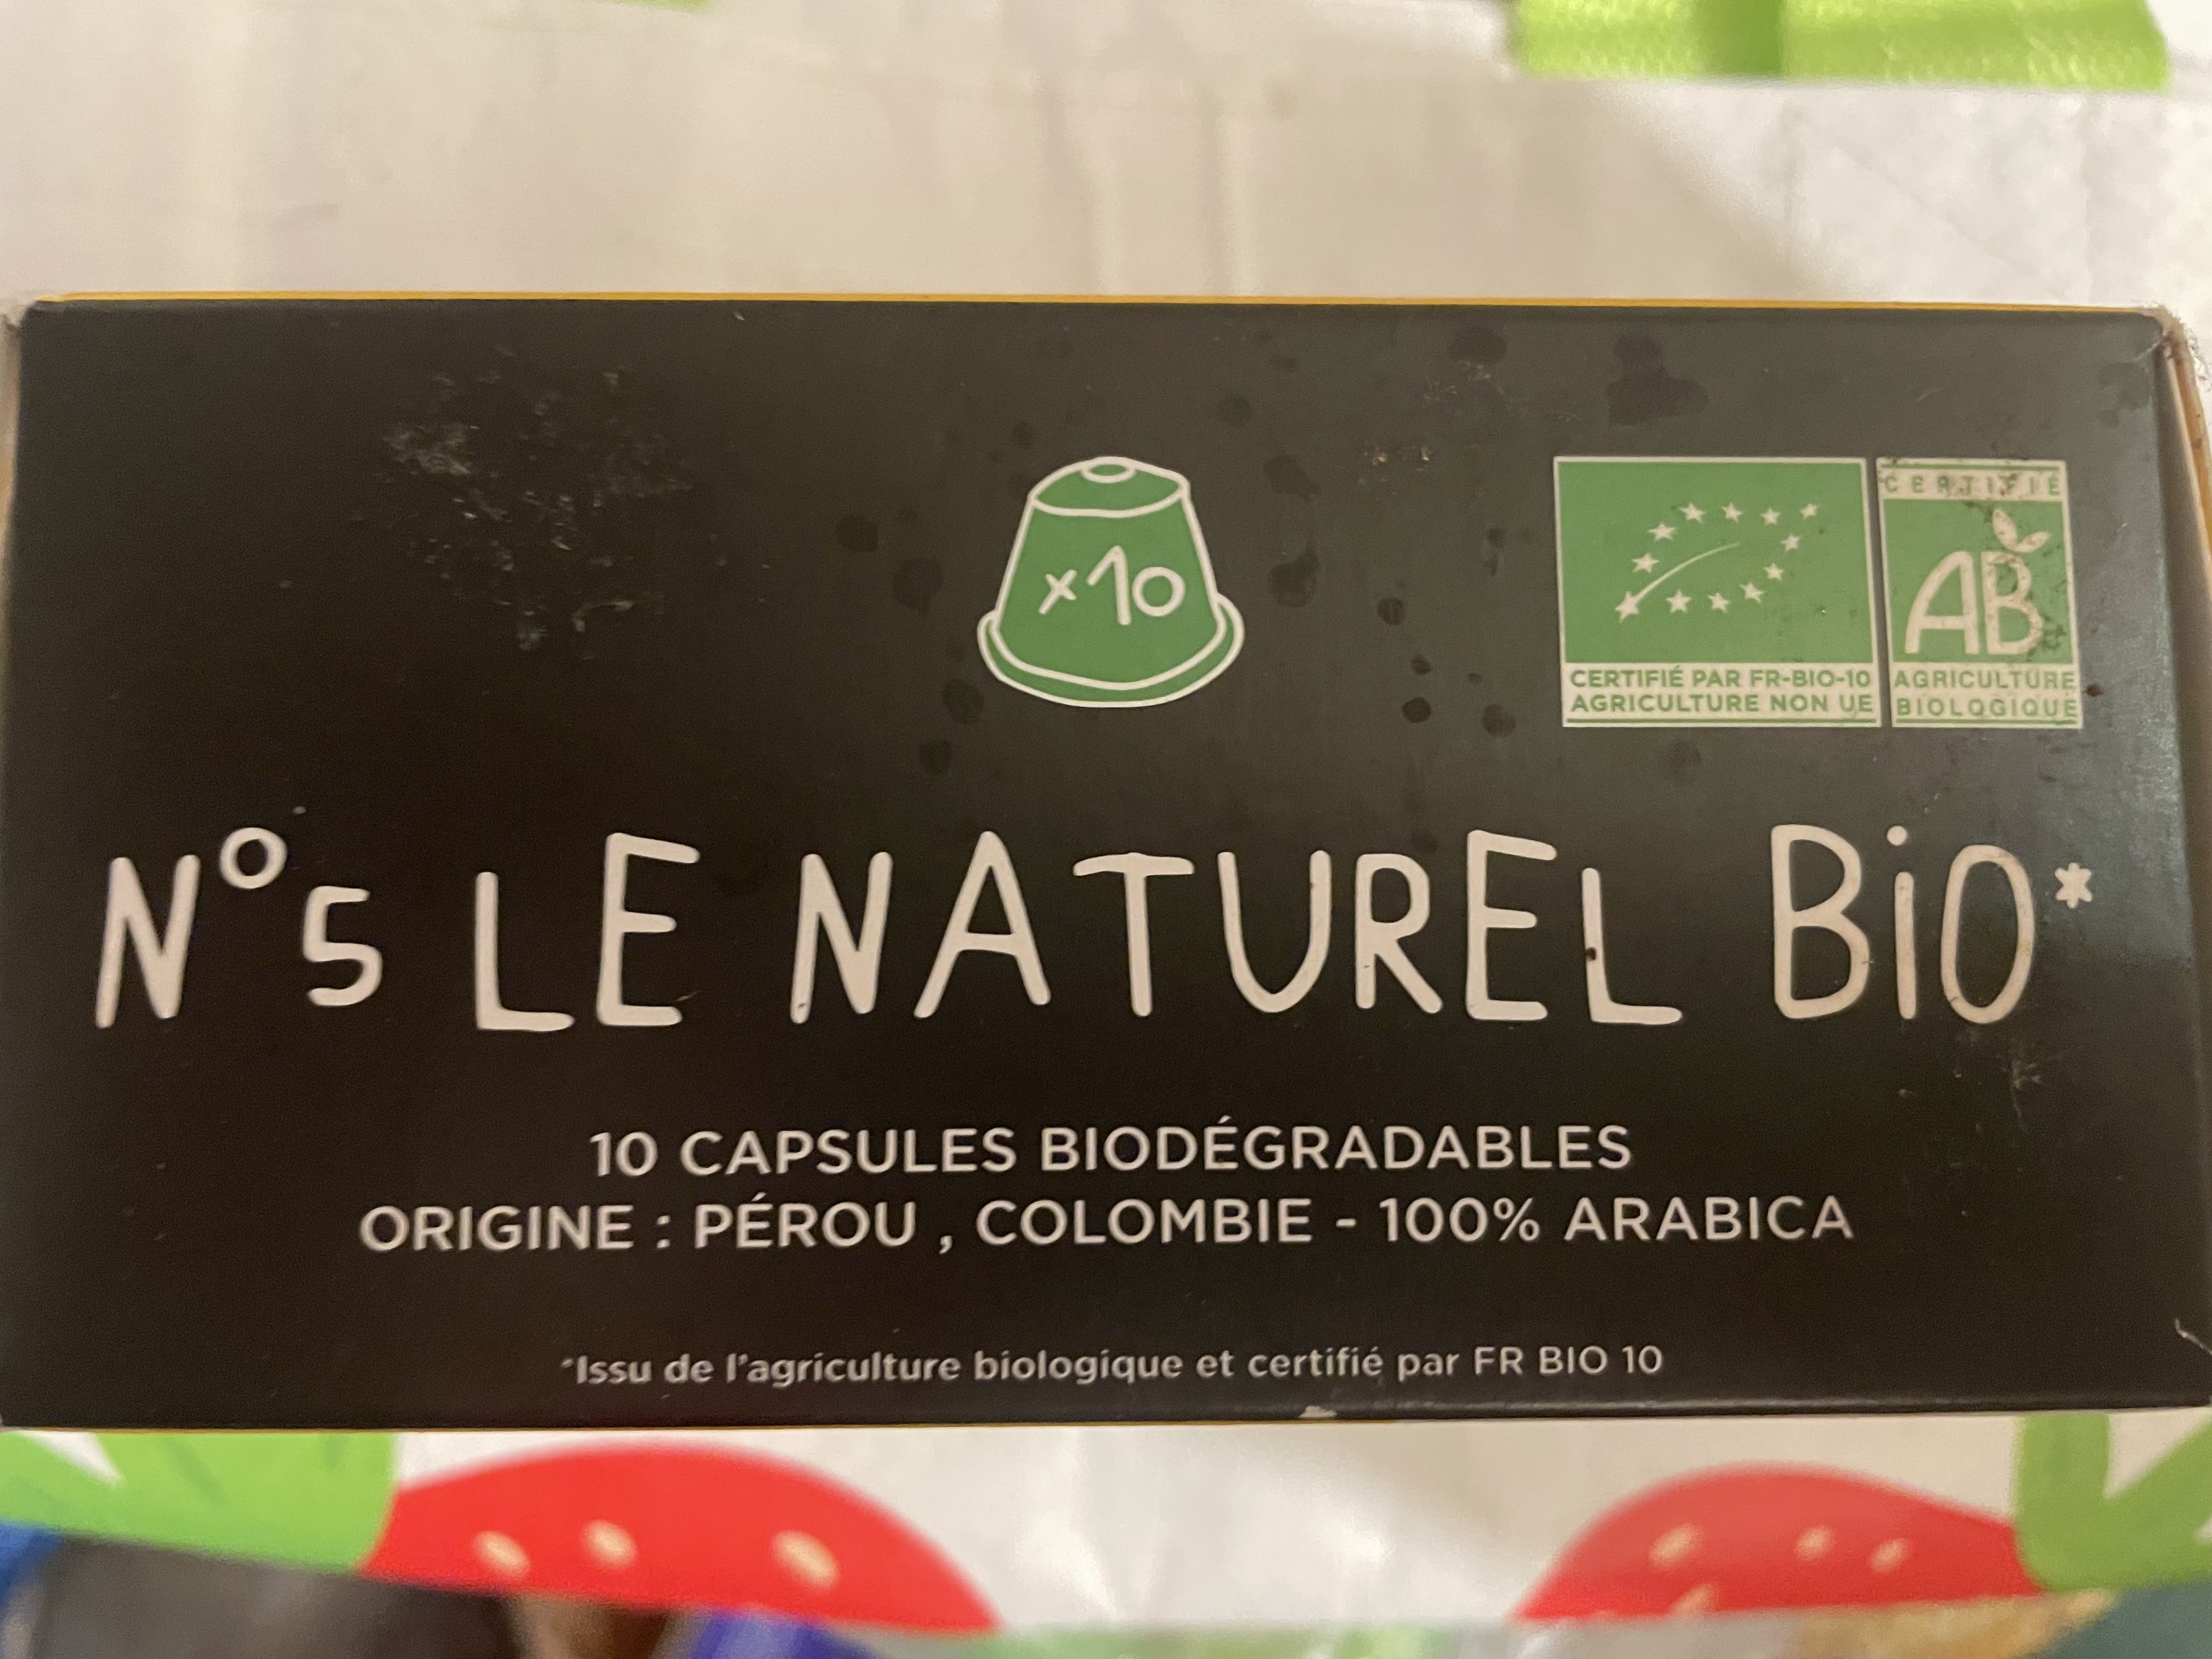 x10
CERTIFIÉ
AB
CERTIFIÉ PAR FR-BIO-10
AGRICULTURE NON UE
AGRICULTURE
BIOLOGIQUE
N°5 LE NATUREL BiO*
10 CAPSULES BIODÉGRADABLES
ORIGINE : PÉROU , COLOMBIE - 100% ARABICA
*Issu de l'agriculture biologique et certifié par FR BIO 10